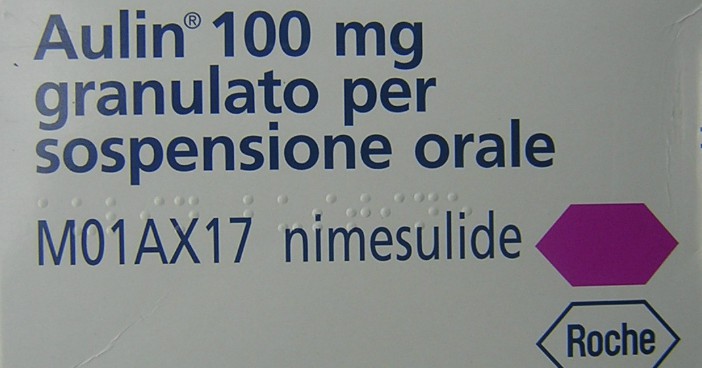 Aulin® 100 mg
granulato per
sospensione orale
M01AX17 nimesulide
Roche